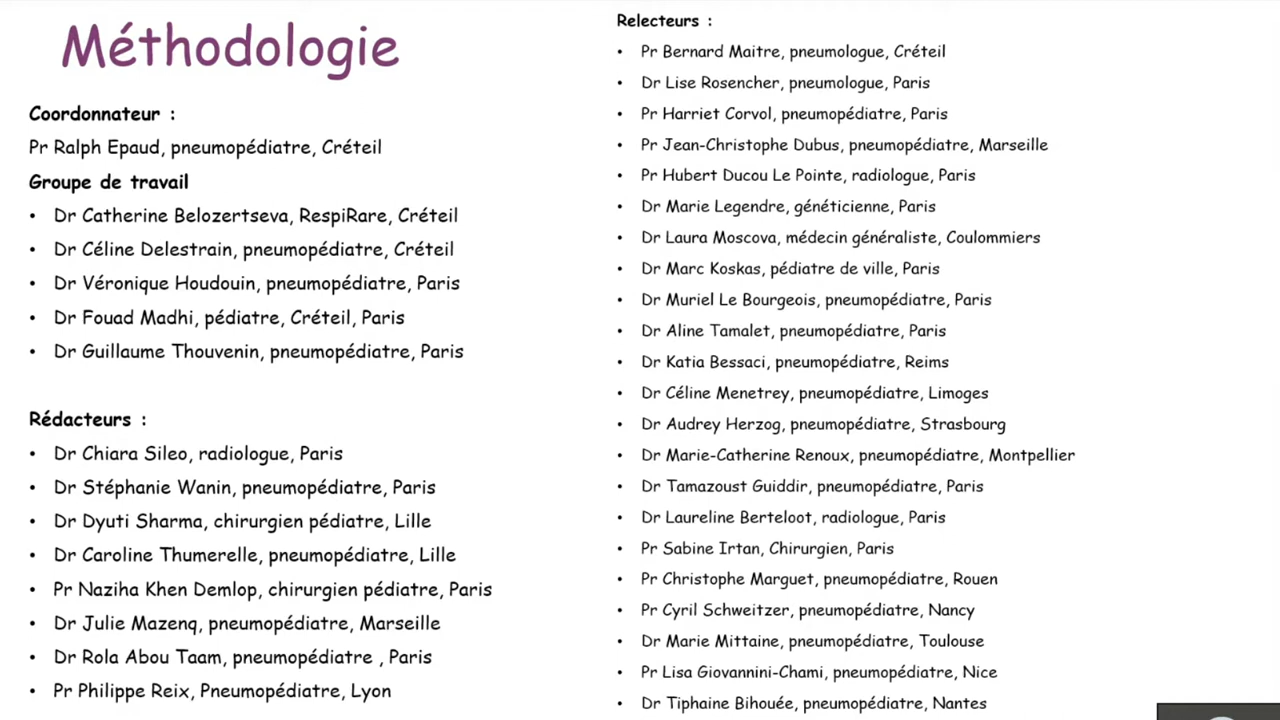 Méthodologie
Coordonnateur :
Pr Ralph Epaud, pneumopédiatre, Créteil
Groupe de travail
• Dr Catherine Belozertseva, RespiRare, Créteil
• Dr Céline Delestrain, pneumopédiatre, Créteil
• Dr Véronique Houdouin, pneumopédiatre, Paris
• Dr Fouad Madhi, pédiatre, Créteil, Paris
• Dr Guillaume Thouvenin, pneumopédiatre, Paris
Rédacteurs :
• Dr Chiara Sileo, radiologue, Paris
• Dr Stéphanie Wanin, pneumopédiatre, Paris
• Dr Dyuti Sharma, chirurgien pédiatre, Lille
• Dr Caroline Thumerelle, pneumopédiatre, Lille
• Pr Naziha Khen Demlop, chirurgien pédiatre, Paris
• Dr Julie Mazenq, pneumopédiatre, Marseille
• Dr Rola Abou Taam, pneumopédiatre , Paris
• Pr Philippe Reix, Pneumopédiatre, Lyon
Relecteurs :
• Pr Bernard Maitre, pneumologue, Créteil
• Dr Lise Rosencher, pneumologue, Paris
• Pr Harriet Corvol, pneumopédiatre, Paris
• Pr Jean-Christophe Dubus, pneumopédiatre, Marseille
• Pr Hubert Ducou Le Pointe, radiologue, Paris
• Dr Marie Legendre, généticienne, Paris
• Dr Laura Moscova, médecin généraliste, Coulommiers
• Dr Marc Koskas, pédiatre de ville, Paris
• Dr Muriel Le Bourgeois, pneumopédiatre, Paris
• Dr Aline Tamalet, pneumopédiatre, Paris
• Dr Katia Bessaci, pneumopédiatre, Reims
• Dr Céline Menetrey, pneumopédiatre, Limoges
• Dr Audrey Herzog, pneumopédiatre, Strasbourg
• Dr Marie-Catherine Renoux, pneumopédiatre, Montpellier
• Dr Tamazoust Guiddir, pneumopédiatre, Paris
• Dr Laureline Berteloot, radiologue, Paris
• Pr Sabine Irtan, Chirurgien, Paris
• Pr Christophe Marguet, pneumopédiatre, Rouen
• Pr Cyril Schweitzer, pneumopédiatre, Nancy
• Dr Marie Mittaine, pneumopédiatre, Toulouse
• Pr Lisa Giovannini-Chami, pneumopédiatre, Nice
• Dr Tiphaine Bihouée, pneumopédiatre, Nantes